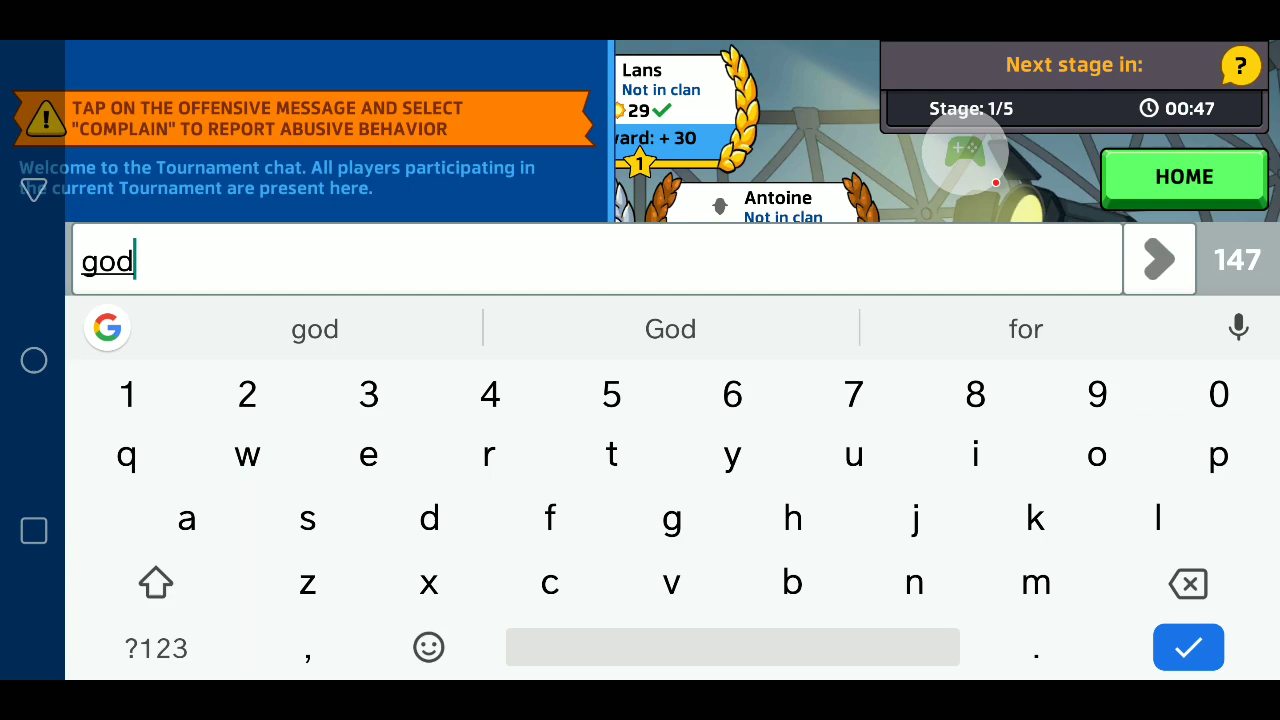 TAP ON THE OFFENSIVE MESSAGE AND SELECT
"COMPLAIN" TO REPORT ABUSIVE BEHAVIOR
Welcome to the Tournament chat. All players participating in
the current Tournament are present here.
Lans
Not in clan
29
ward: + 30
1
Antoine
Not in clan
Next stage in:
?
Stage: 1/5
00:47
HOME
god
147
god
God
for
1 2 3 4 5 6 7 8 9 0
q w e r t y u i o p
a s d f g h j k l
z x c v b n m
?123 , .